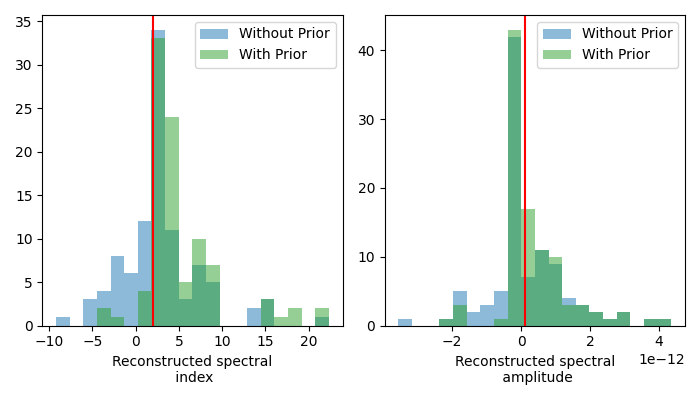 35
30
25
20
15
10
5
0
-10
-5
0
5
10
15
20
Without Prior
With Prior
Reconstructed spectral
index
40
30
20
10
0
-2
0
2
4
1e-12
Without Prior
With Prior
Reconstructed spectral
amplitude